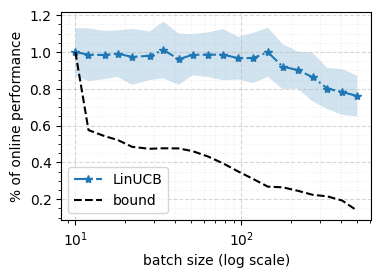 % of online performance
1.2
1.0
0.8
0.6
0.4
0.2
LinUCB
bound
10¹
10²
batch size (log scale)